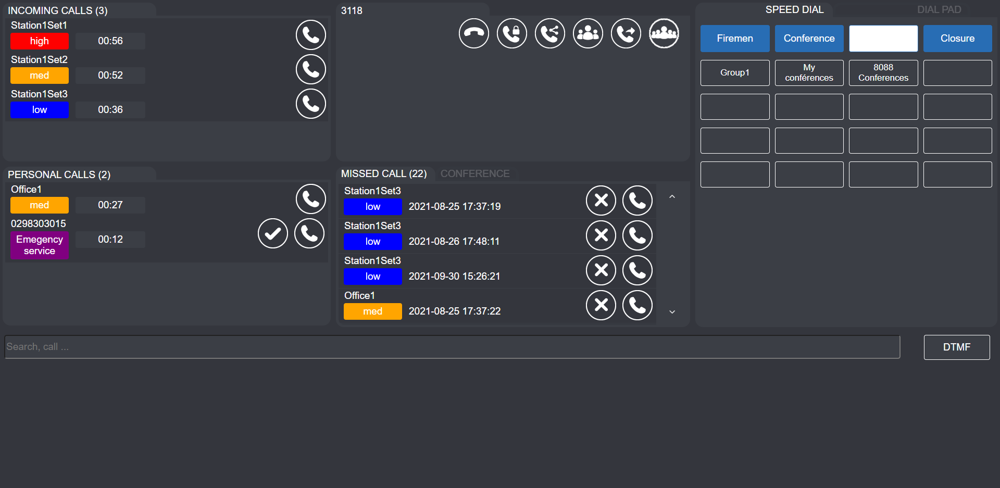 INCOMING CALLS (3)
Station1Set1
high 00:56
Station1Set2
med 00:52
Station1Set3
low 00:36
3118
SPEED DIAL DIAL PAD
Firemen Conference Closure
Group1
My
conférences
8088
Conferences
PERSONAL CALLS (2)
Office1
med 00:27
0298303015
Emegency
service
00:12
MISSED CALL (22) CONFERENCE
Station1Set3
low 2021-08-25 17:37:19
Station1Set3
low 2021-08-26 17:48:11
Station1Set3
low 2021-09-30 15:26:21
Office1
med 2021-08-25 17:37:22
Search, call ...
DTMF